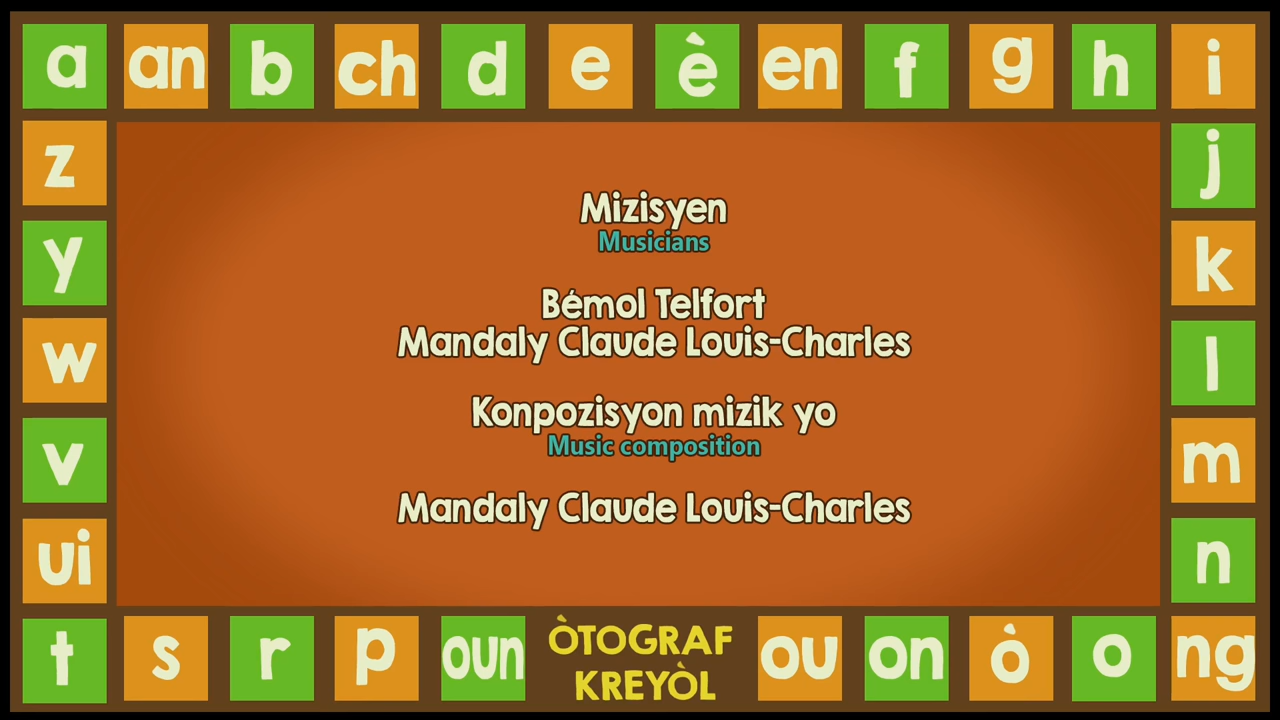 a an b ch d e è en f g h i
z j
Mizisyen
Musicians
y k
Bémol Telfort
Mandaly Claude Louis-Charles
w l
Konpozisyon mizik yo
Music composition
v m
Mandaly Claude Louis-Charles
ui n
t s r p oun ÒTOGRAF ou on ò o ng
KREYÒL